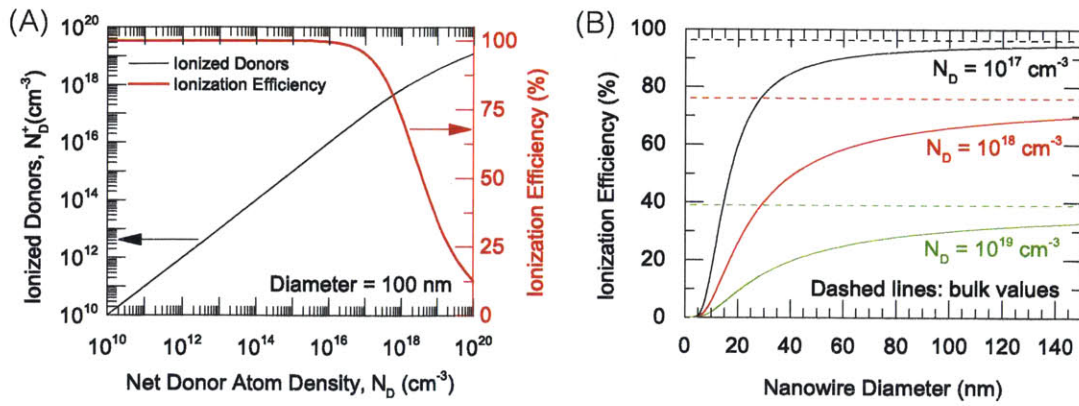 (A)
10^20
10^18
10^16
10^14
10^12
10^10
Ionized Donors, N_D^+(cm^-3)
Ionized Donors
Ionization Efficiency
Diameter = 100 nm
100
75
50
25
0
Ionization Efficiency (%)
10^10 10^12 10^14 10^16 10^18 10^20
Net Donor Atom Density, N_D (cm^-3)
(B)
100
80
60
40
20
0
Ionization Efficiency (%)
N_D = 10^17 cm^-3
N_D = 10^18 cm^-3
N_D = 10^19 cm^-3
Dashed lines: bulk values
0 20 40 60 80 100 120 140
Nanowire Diameter (nm)